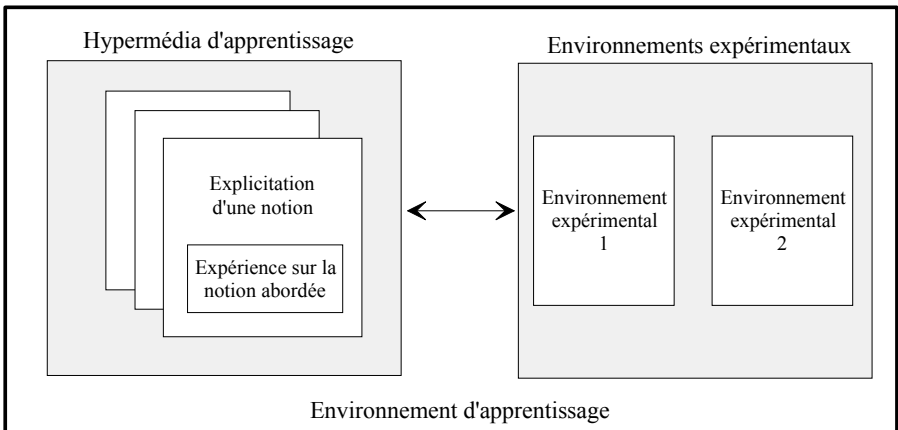 Hypermédia d'apprentissage
Environnements expérimentaux
Explicitation
d'une notion
Expérience sur la
notion abordée
Environnement
expérimental
1
Environnement
expérimental
2
Environnement d'apprentissage